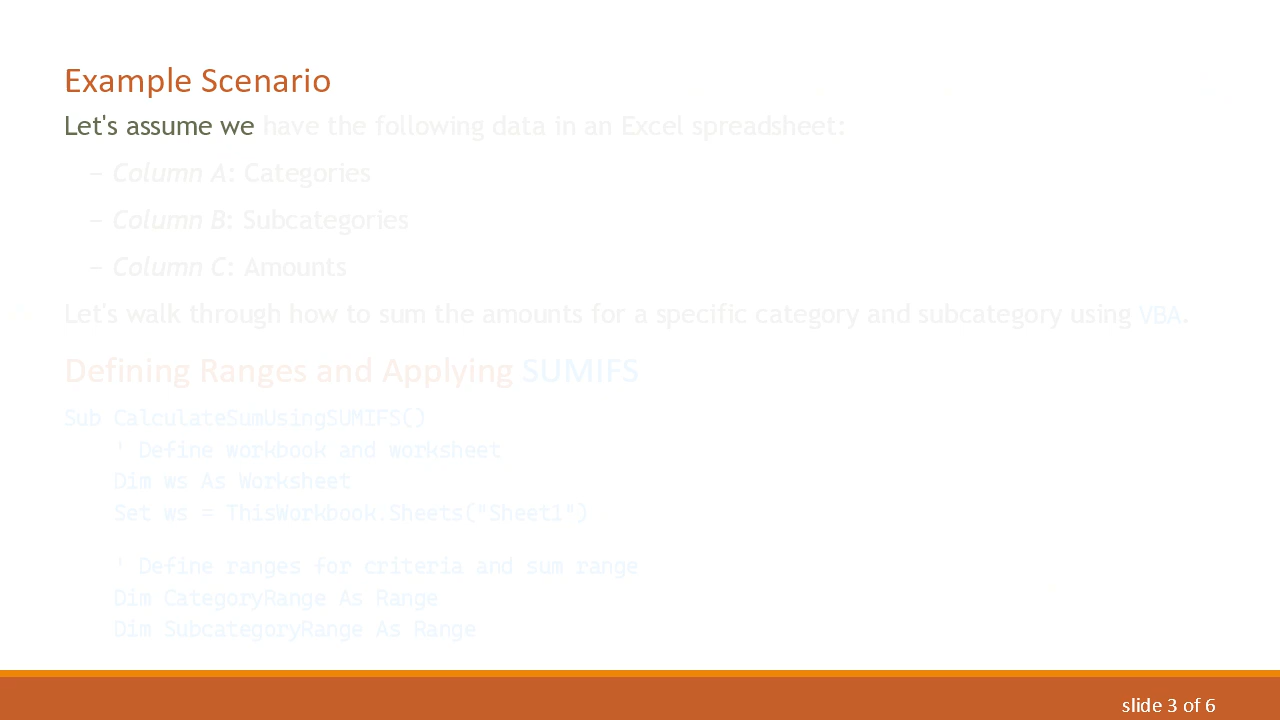 Example Scenario
Let's assume we have the following data in an Excel spreadsheet:
– Column A: Categories
– Column B: Subcategories
– Column C: Amounts
Let's walk through how to sum the amounts for a specific category and subcategory using VBA.
Defining Ranges and Applying SUMIFS
Sub CalculateSumUsingSUMIFS()
' Define workbook and worksheet
Dim ws As Worksheet
Set ws = ThisWorkbook.Sheets("Sheet1")
' Define ranges for criteria and sum range
Dim CategoryRange As Range
Dim SubcategoryRange As Range
slide 3 of 6